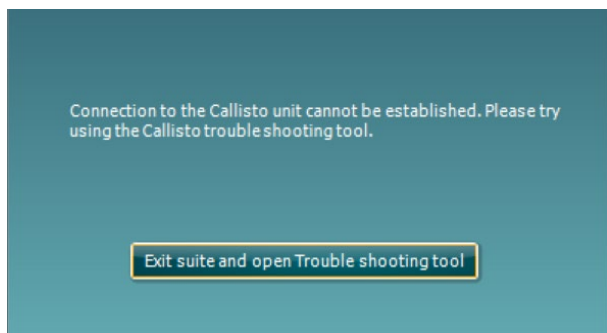 Connection to the Callisto unit cannot be established. Please try
using the Callisto trouble shooting tool.
Exit suite and open Trouble shooting tool